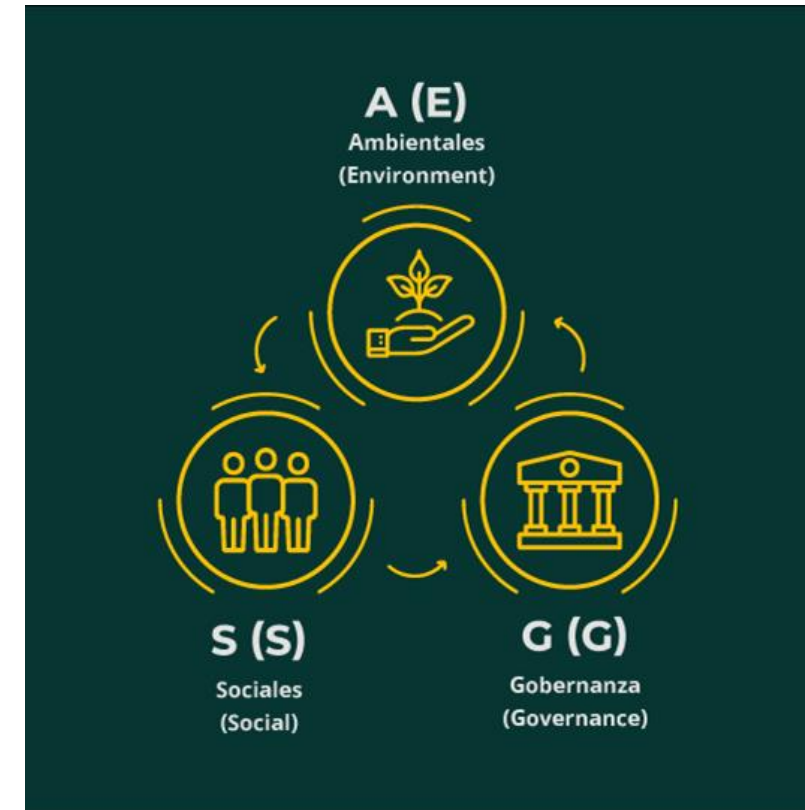 A (E)
Ambientales
(Environment)
S (S)
Sociales
(Social)
G (G)
Gobernanza
(Governance)